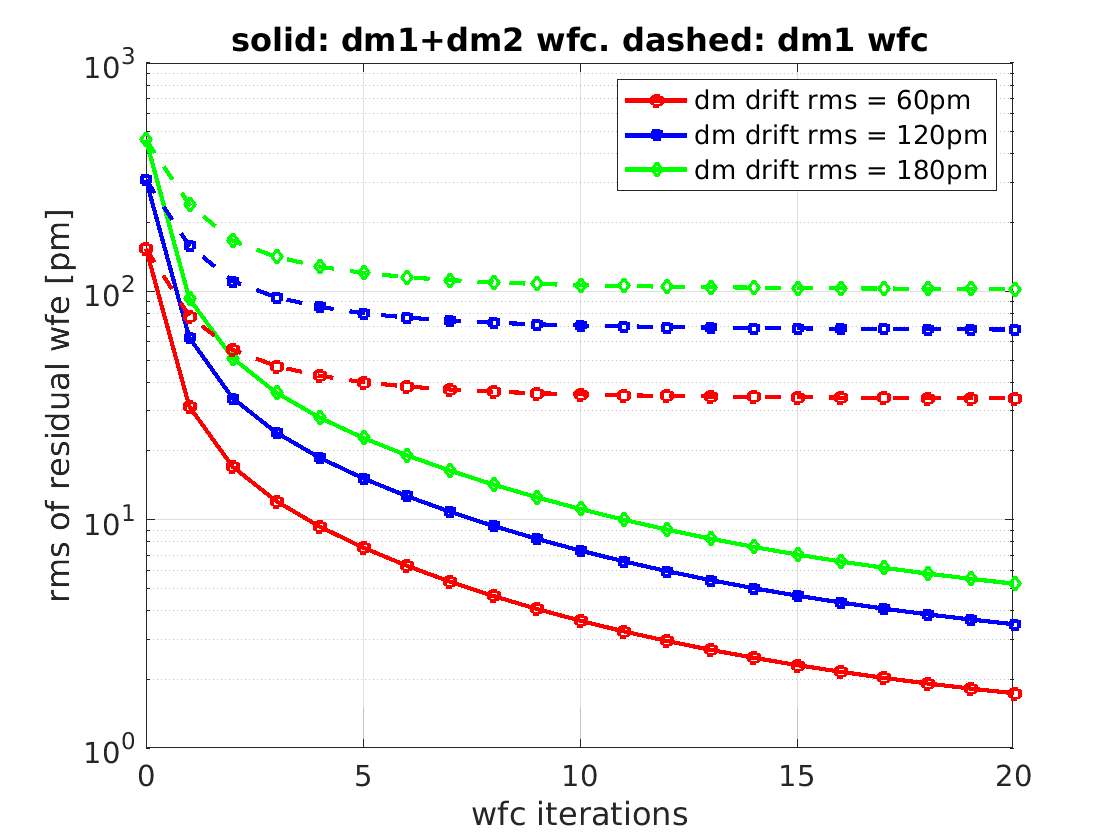 solid: dm1+dm2 wfc. dashed: dm1 wfc
10^3
10^2
10^1
10^0
rms of residual wfe [pm]
dm drift rms = 60pm
dm drift rms = 120pm
dm drift rms = 180pm
0 5 10 15 20
wfc iterations